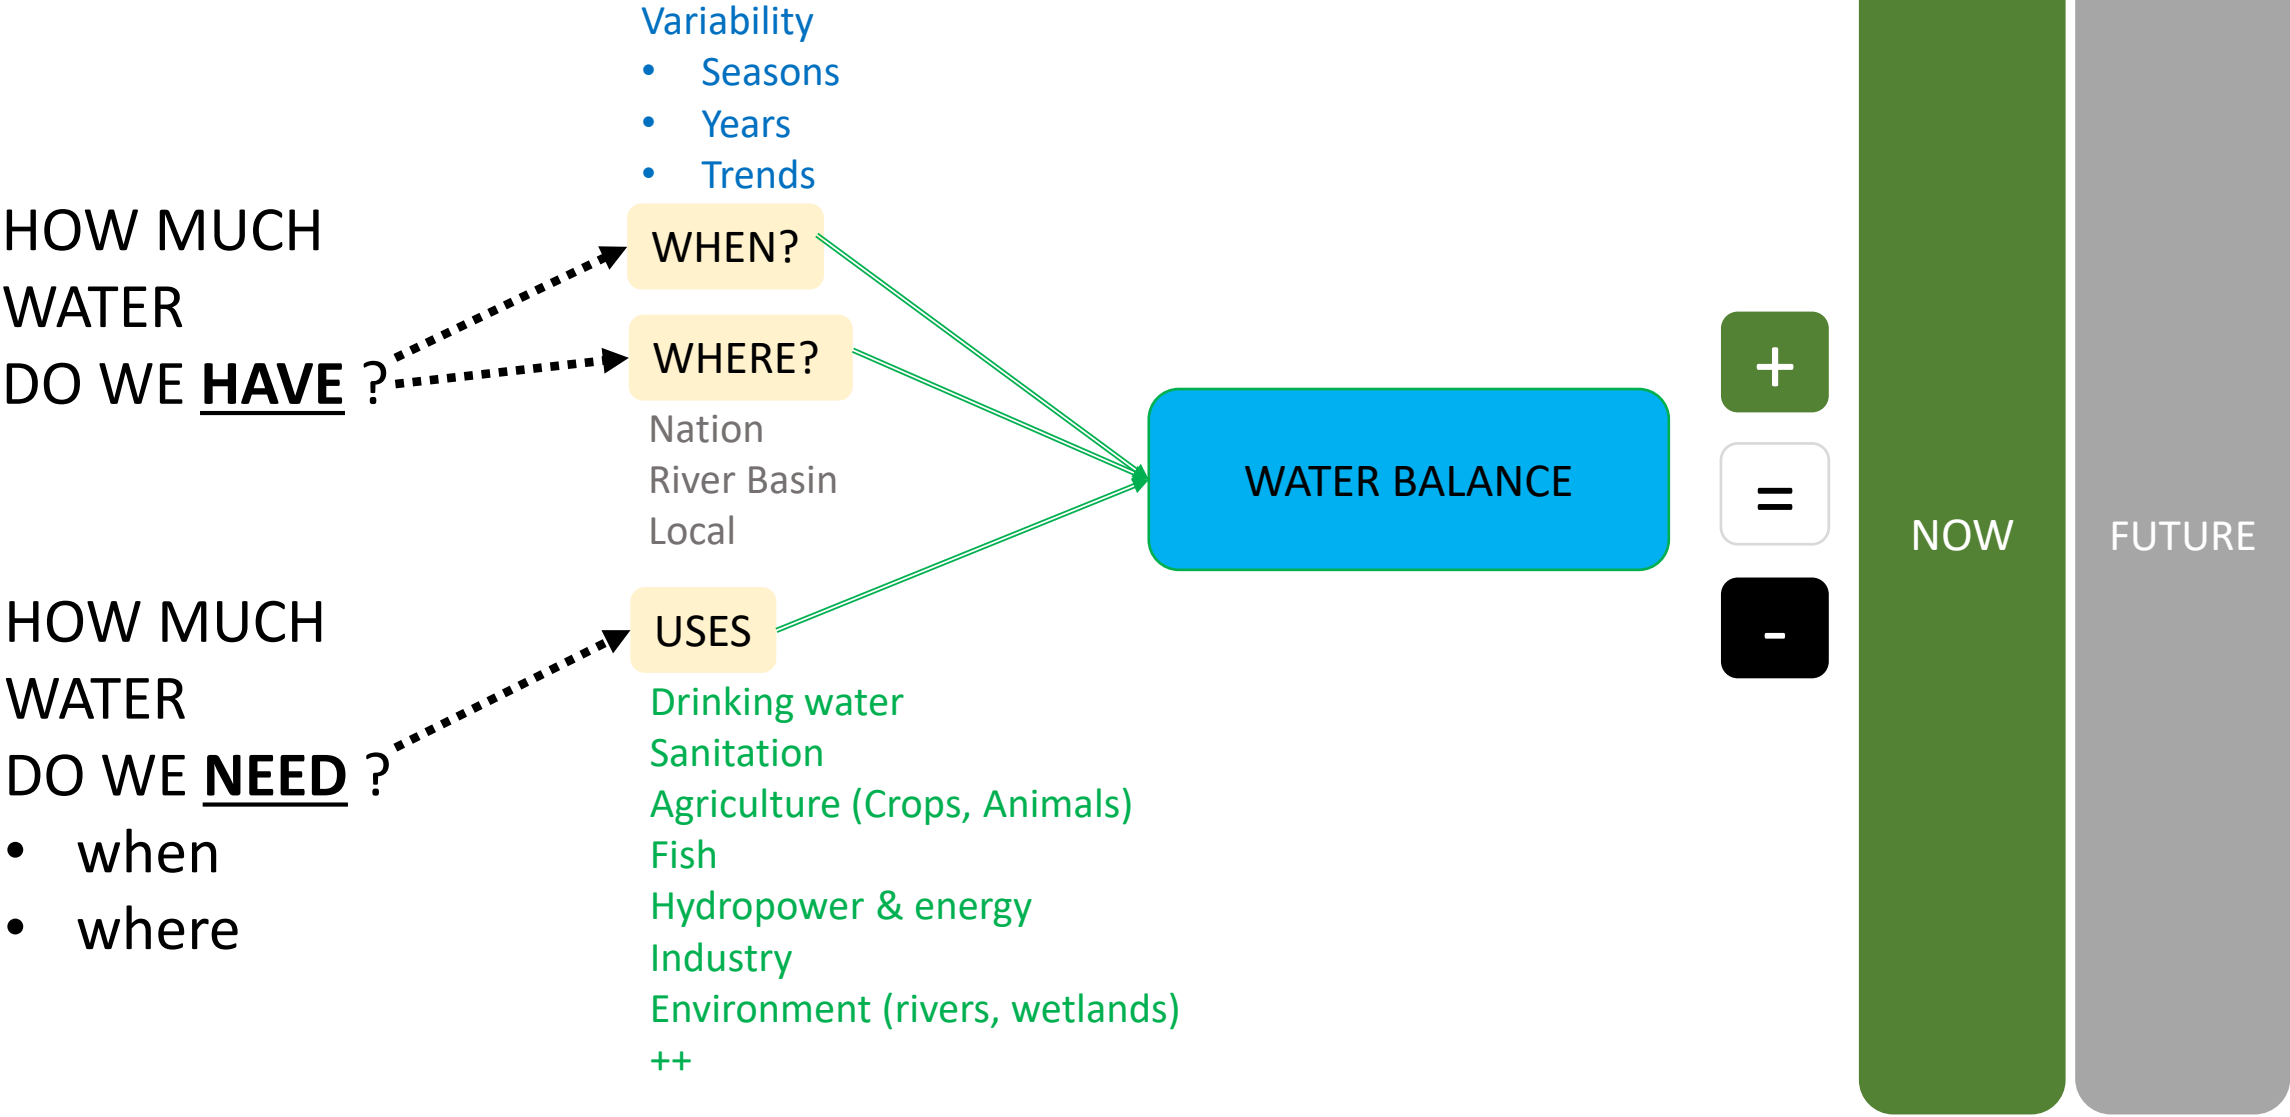 HOW MUCH
WATER
DO WE HAVE ?
HOW MUCH
WATER
DO WE NEED ?
• when
• where
Variability
• Seasons
• Years
• Trends
WHEN?
WHERE?
Nation
River Basin
Local
USES
Drinking water
Sanitation
Agriculture (Crops, Animals)
Fish
Hydropower & energy
Industry
Environment (rivers, wetlands)
++
WATER BALANCE
+
=
-
NOW
FUTURE